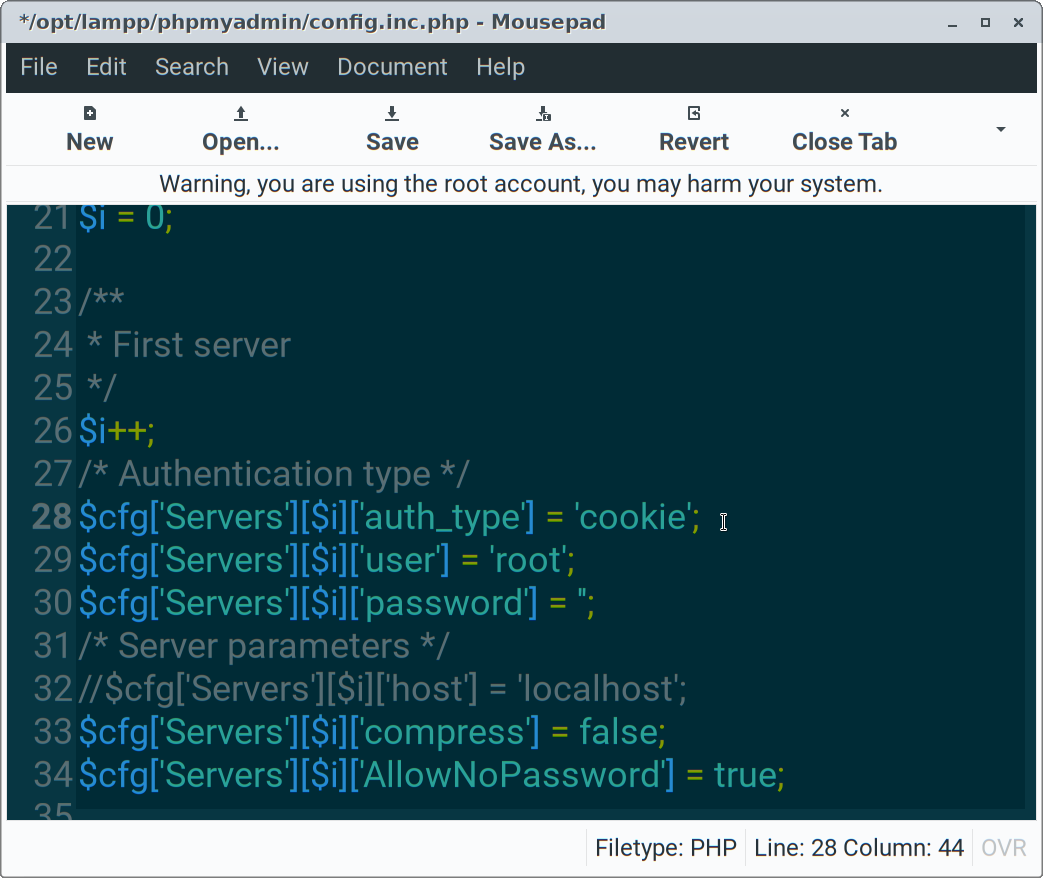 */opt/lampp/phpmyadmin/config.inc.php - Mousepad
File Edit Search View Document Help
New Open... Save Save As... Revert Close Tab
Warning, you are using the root account, you may harm your system.
21 $i = 0;
22
23 /**
24  * First server
25  */
26 $i++;
27 /* Authentication type */
28 $cfg['Servers'][$i]['auth_type'] = 'cookie';
29 $cfg['Servers'][$i]['user'] = 'root';
30 $cfg['Servers'][$i]['password'] = '';
31 /* Server parameters */
32 //$cfg['Servers'][$i]['host'] = 'localhost';
33 $cfg['Servers'][$i]['compress'] = false;
34 $cfg['Servers'][$i]['AllowNoPassword'] = true;
35
Filetype: PHP Line: 28 Column: 44 OVR